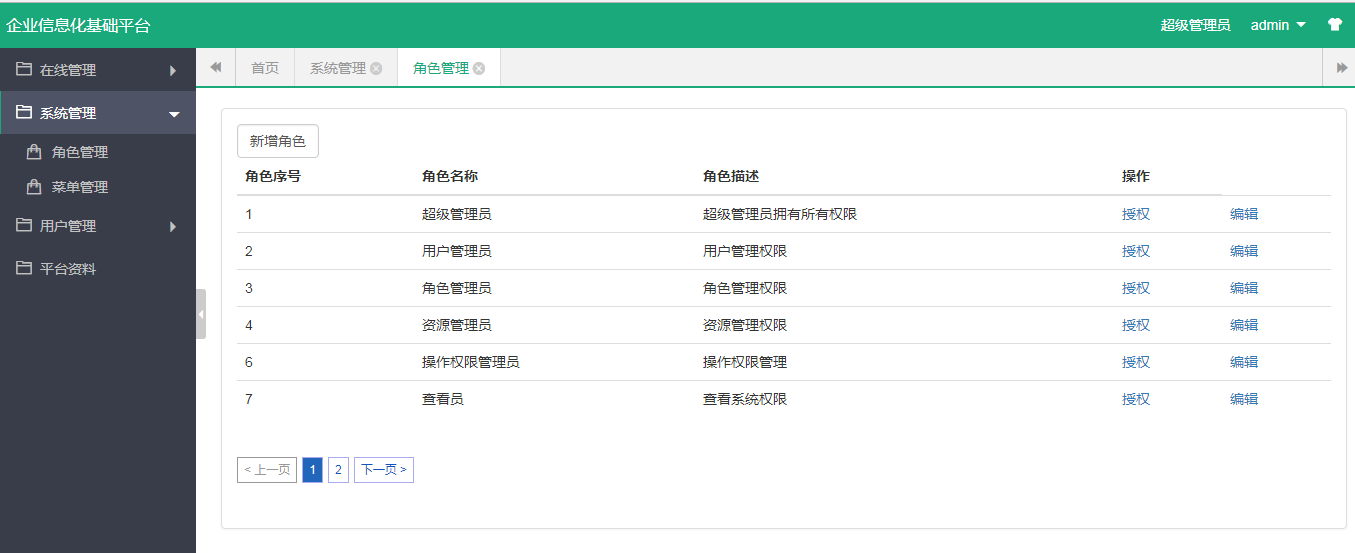 企业信息化基础平台
超级管理员 admin
在线管理
系统管理
角色管理
菜单管理
用户管理
平台资料
首页 系统管理 角色管理
新增角色
角色序号 角色名称 角色描述 操作
1 超级管理员 超级管理员拥有所有权限 授权 编辑
2 用户管理员 用户管理权限 授权 编辑
3 角色管理员 角色管理权限 授权 编辑
4 资源管理员 资源管理权限 授权 编辑
6 操作权限管理员 操作权限管理 授权 编辑
7 查看员 查看系统权限 授权 编辑
< 上一页 1 2 下一页 >